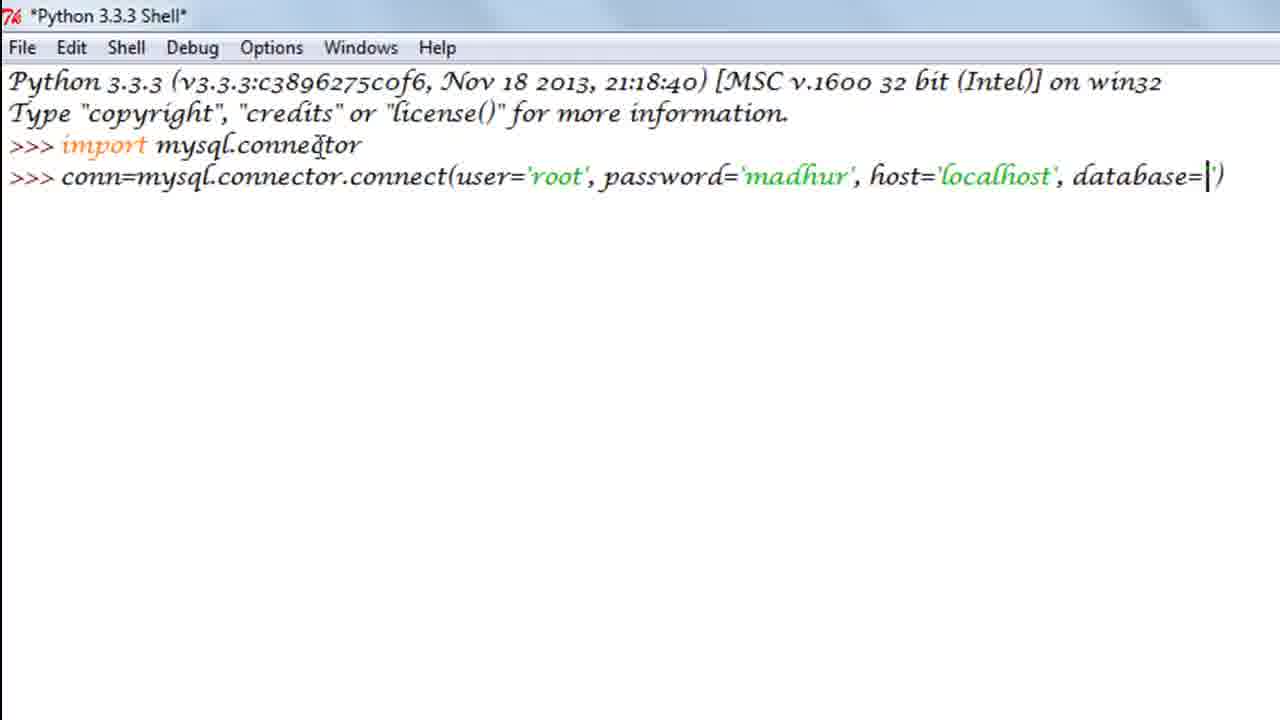 *Python 3.3.3 Shell*
File Edit Shell Debug Options Windows Help
Python 3.3.3 (v3.3.3:c3896275c0f6, Nov 18 2013, 21:18:40) [MSC v.1600 32 bit (Intel)] on win32
Type "copyright", "credits" or "license()" for more information.
>>> import mysql.connector
>>> conn=mysql.connector.connect(user='root', password='madhur', host='localhost', database=')